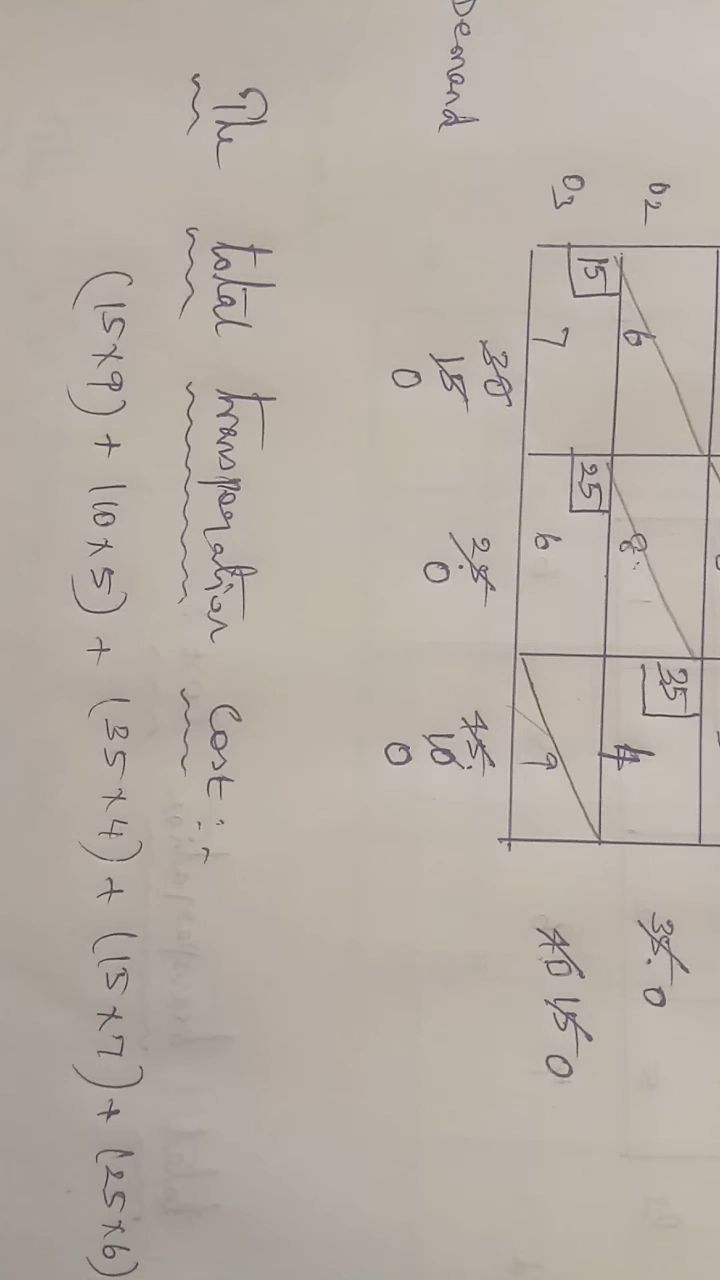 O2 6 8 35 4 35 0
O3 15 7 25 6 9 40 15 0
Demand 30 25 45
15 0 10
0 0
The total transporation Cost :-
(15×9) + (10×5) + (35×4) + (15×7) + (25×6)